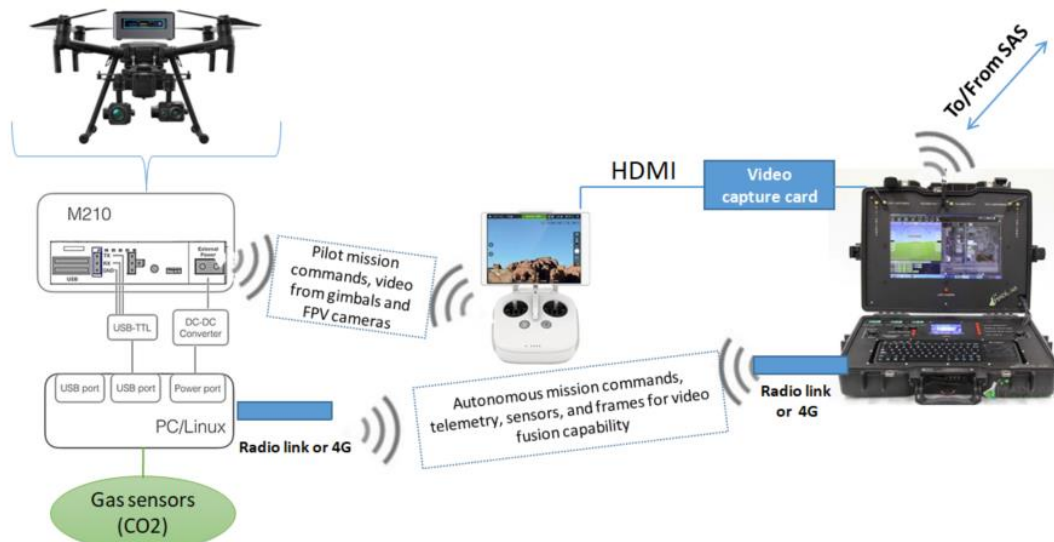 To/From SAS
HDMI
Video
capture card
M210
TX
RX
GND
USB
External
Power
Pilot mission
commands, video
from gimbals and
FPV cameras
USB-TTL
DC-DC
Converter
USB port
USB port
Power port
PC/Linux
Radio link or 4G
Autonomous mission commands,
telemetry, sensors, and frames for video
fusion capability
Radio link
or 4G
Gas sensors
(CO2)